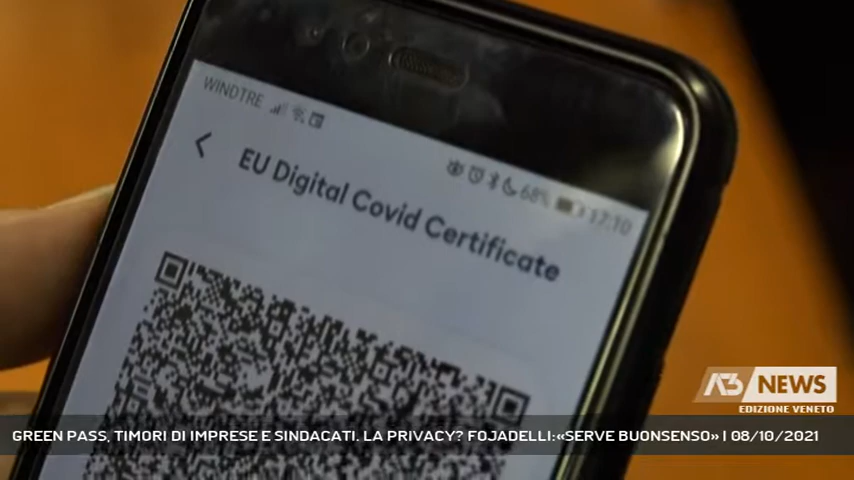 WINDTRE
68% 17:10
EU Digital Covid Certificate
A3 NEWS
EDIZIONE VENETO
GREEN PASS, TIMORI DI IMPRESE E SINDACATI. LA PRIVACY? FOJADELLI:«SERVE BUONSENSO» | 08/10/2021